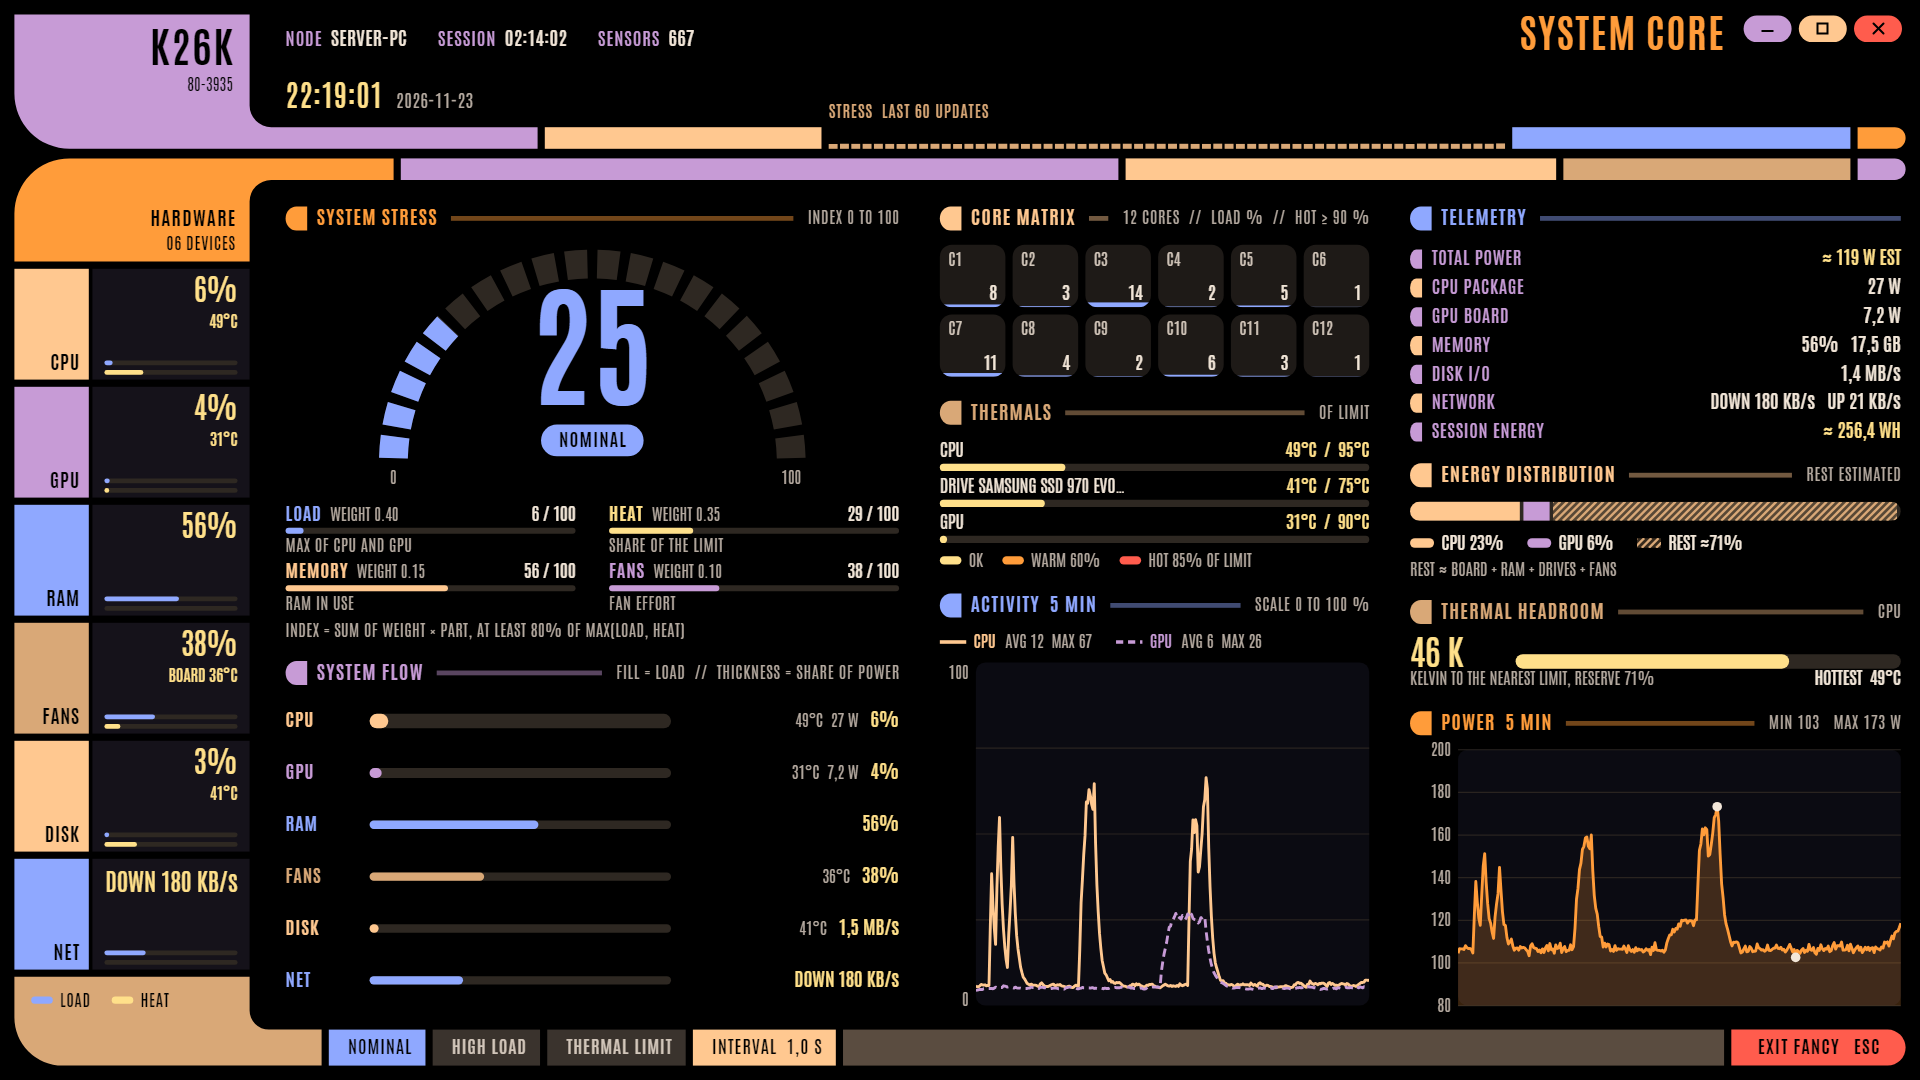 K26K
80-3935
NODE SERVER-PC SESSION 02:14:02 SENSORS 667
22:19:01 2026-11-23
STRESS LAST 60 UPDATES
SYSTEM CORE
HARDWARE
06 DEVICES
6%
49°C
CPU
4%
31°C
GPU
56%
RAM
38%
BOARD 36°C
FANS
3%
41°C
DISK
DOWN 180 KB/s
NET
LOAD HEAT
SYSTEM STRESS INDEX 0 TO 100
25
NOMINAL
0 100
LOAD WEIGHT 0.40 6 / 100
MAX OF CPU AND GPU
HEAT WEIGHT 0.35 29 / 100
SHARE OF THE LIMIT
MEMORY WEIGHT 0.15 56 / 100
RAM IN USE
FANS WEIGHT 0.10 38 / 100
FAN EFFORT
INDEX = SUM OF WEIGHT × PART, AT LEAST 80% OF MAX(LOAD, HEAT)
SYSTEM FLOW FILL = LOAD // THICKNESS = SHARE OF POWER
CPU 49°C 27 W 6%
GPU 31°C 7,2 W 4%
RAM 56%
FANS 36°C 38%
DISK 41°C 1,5 MB/s
NET DOWN 180 KB/s
CORE MATRIX 12 CORES // LOAD % // HOT ≥ 90 %
C1 C2 C3 C4 C5 C6
8 3 14 2 5 1
C7 C8 C9 C10 C11 C12
11 4 2 6 3 1
THERMALS OF LIMIT
CPU 49°C / 95°C
DRIVE SAMSUNG SSD 970 EVO... 41°C / 75°C
GPU 31°C / 90°C
OK WARM 60% HOT 85% OF LIMIT
ACTIVITY 5 MIN SCALE 0 TO 100 %
CPU AVG 12 MAX 67 GPU AVG 6 MAX 26
100
0
TELEMETRY
TOTAL POWER ≈ 119 W EST
CPU PACKAGE 27 W
GPU BOARD 7,2 W
MEMORY 56% 17,5 GB
DISK I/O 1,4 MB/s
NETWORK DOWN 180 KB/s UP 21 KB/s
SESSION ENERGY ≈ 256,4 WH
ENERGY DISTRIBUTION REST ESTIMATED
CPU 23% GPU 6% REST ≈71%
REST ≈ BOARD + RAM + DRIVES + FANS
THERMAL HEADROOM CPU
46 K
KELVIN TO THE NEAREST LIMIT, RESERVE 71% HOTTEST 49°C
POWER 5 MIN MIN 103 MAX 173 W
200
180
160
140
120
100
80
NOMINAL HIGH LOAD THERMAL LIMIT INTERVAL 1,0 S EXIT FANCY ESC